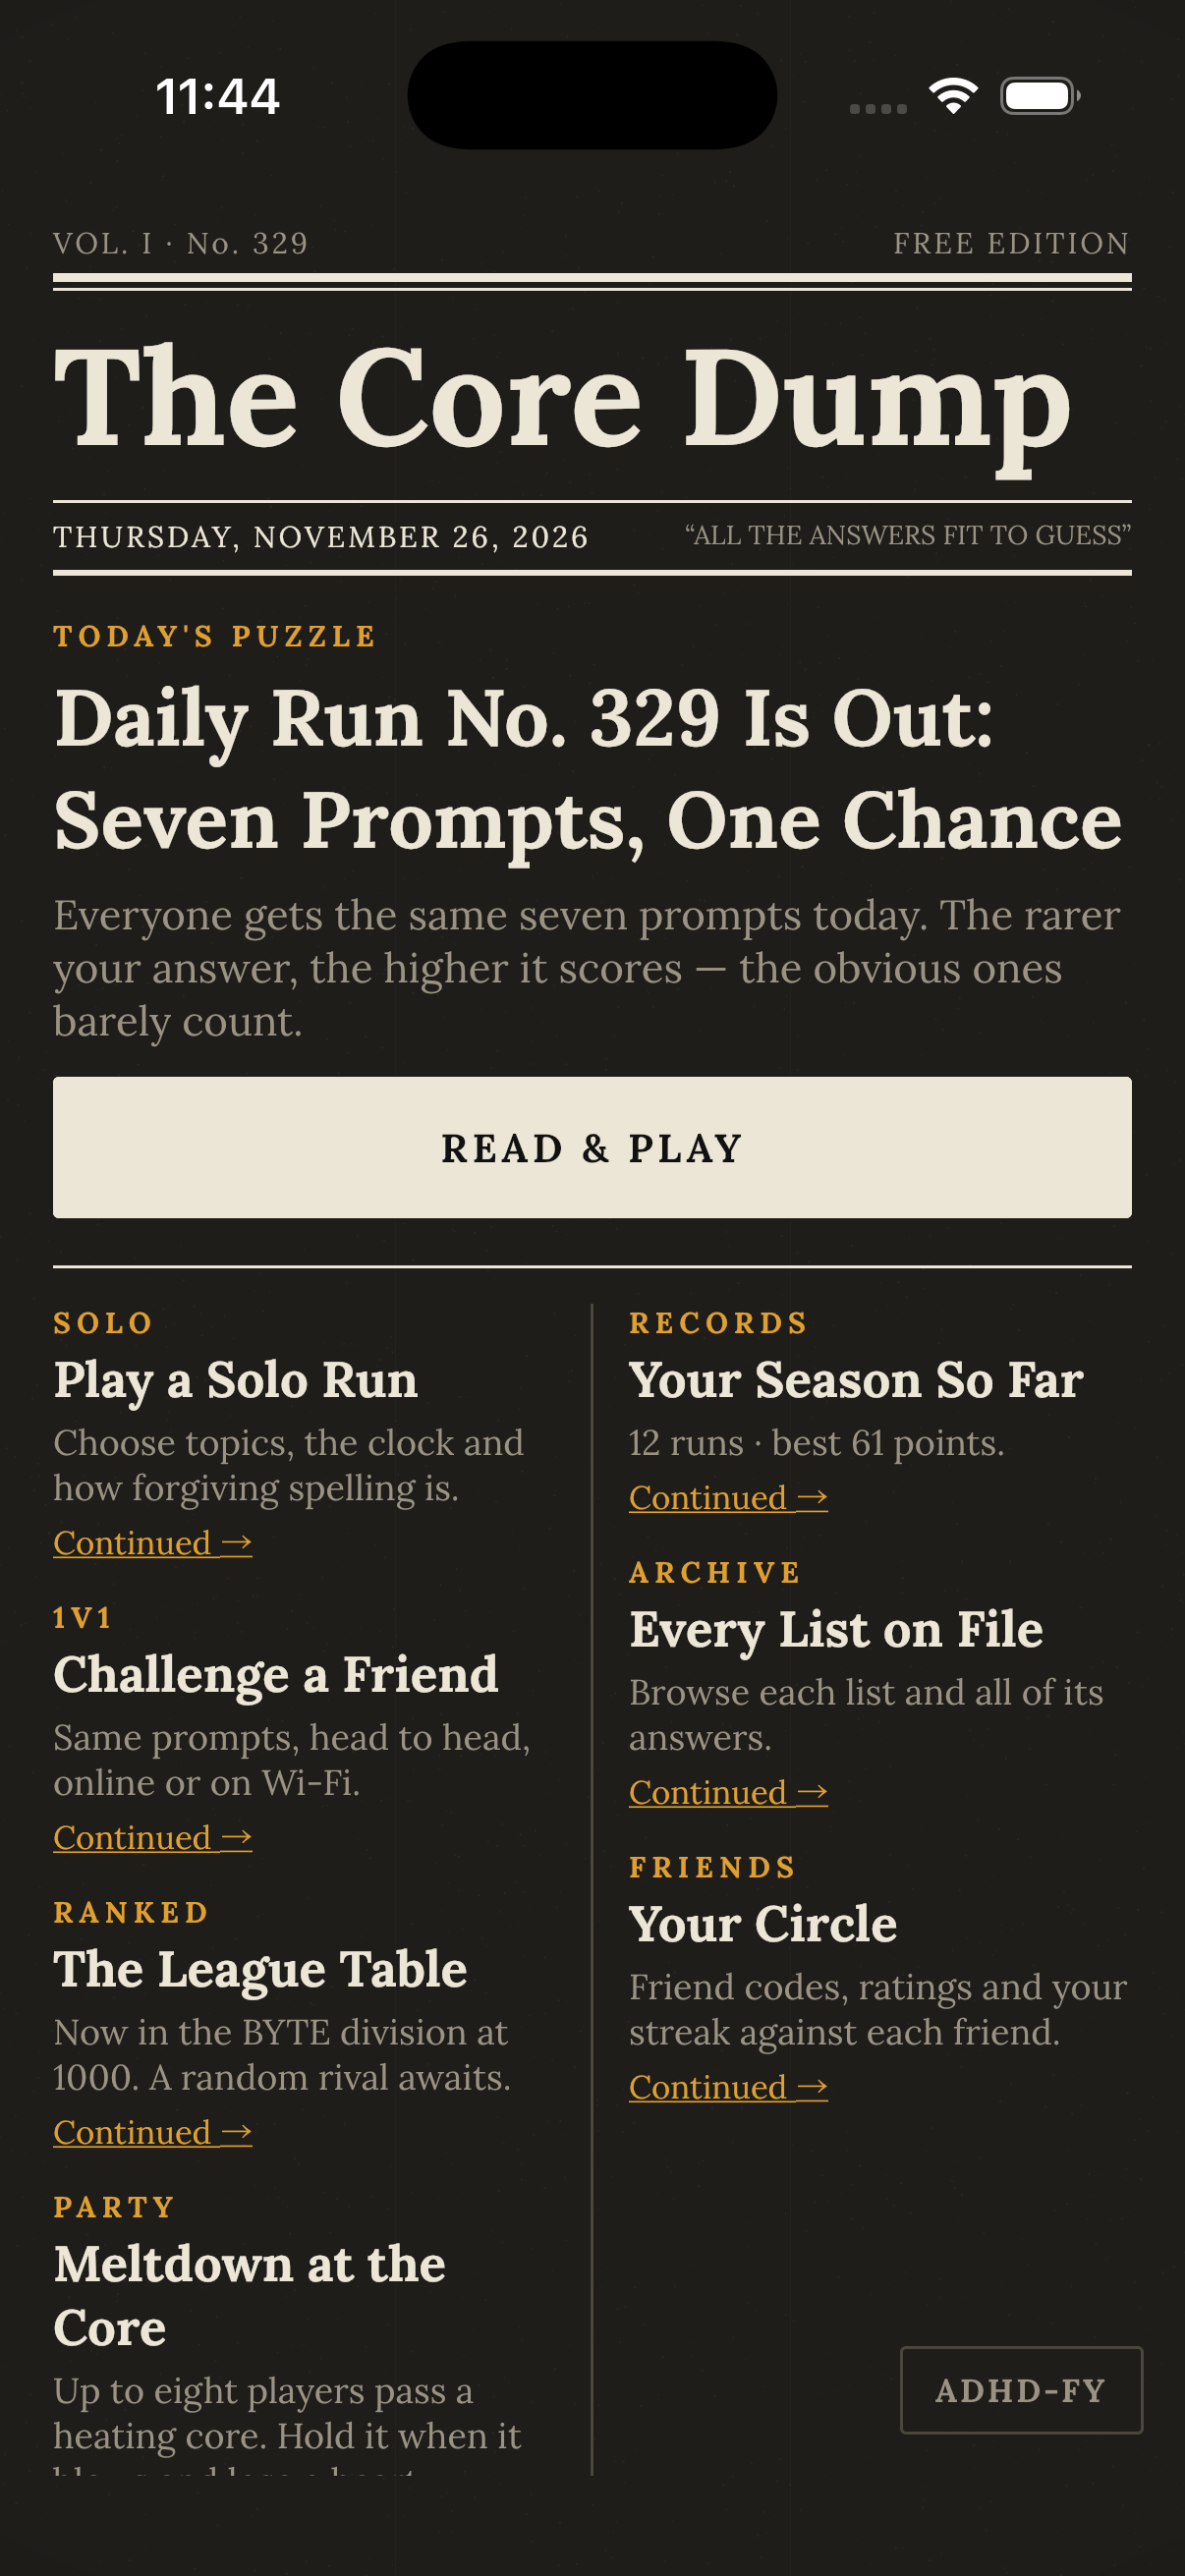 11:44
VOL. I · No. 329
FREE EDITION
The Core Dump
THURSDAY, NOVEMBER 26, 2026
“ALL THE ANSWERS FIT TO GUESS”
TODAY'S PUZZLE
Daily Run No. 329 Is Out:
Seven Prompts, One Chance
Everyone gets the same seven prompts today. The rarer
your answer, the higher it scores — the obvious ones
barely count.
READ & PLAY
SOLO
Play a Solo Run
Choose topics, the clock and
how forgiving spelling is.
Continued →
1V1
Challenge a Friend
Same prompts, head to head,
online or on Wi-Fi.
Continued →
RANKED
The League Table
Now in the BYTE division at
1000. A random rival awaits.
Continued →
PARTY
Meltdown at the
Core
Up to eight players pass a
heating core. Hold it when it
RECORDS
Your Season So Far
12 runs · best 61 points.
Continued →
ARCHIVE
Every List on File
Browse each list and all of its
answers.
Continued →
FRIENDS
Your Circle
Friend codes, ratings and your
streak against each friend.
Continued →
ADHD-FY